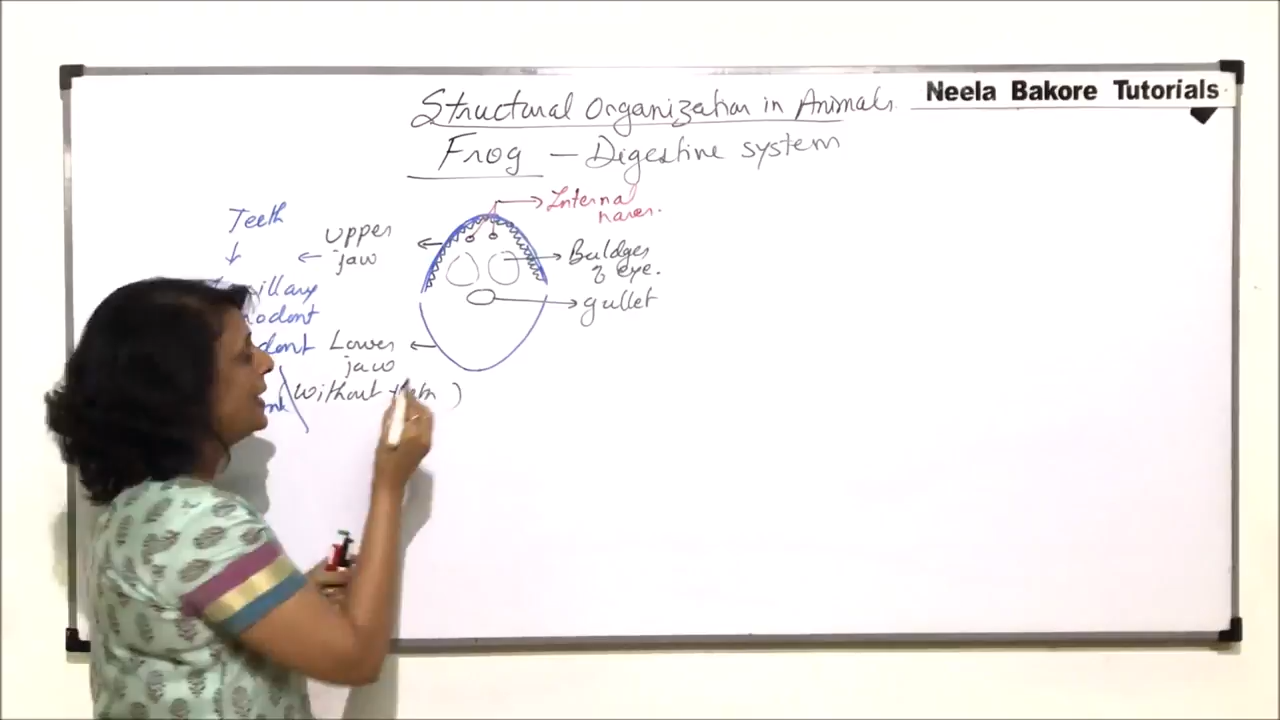 Neela Bakore Tutorials
Structural Organization in Animals
Frog — Digestive system
Internal
nares.
Teeth
Upper
jaw
Buldges
of eye.
gullet
Lower
jaw
(without
)